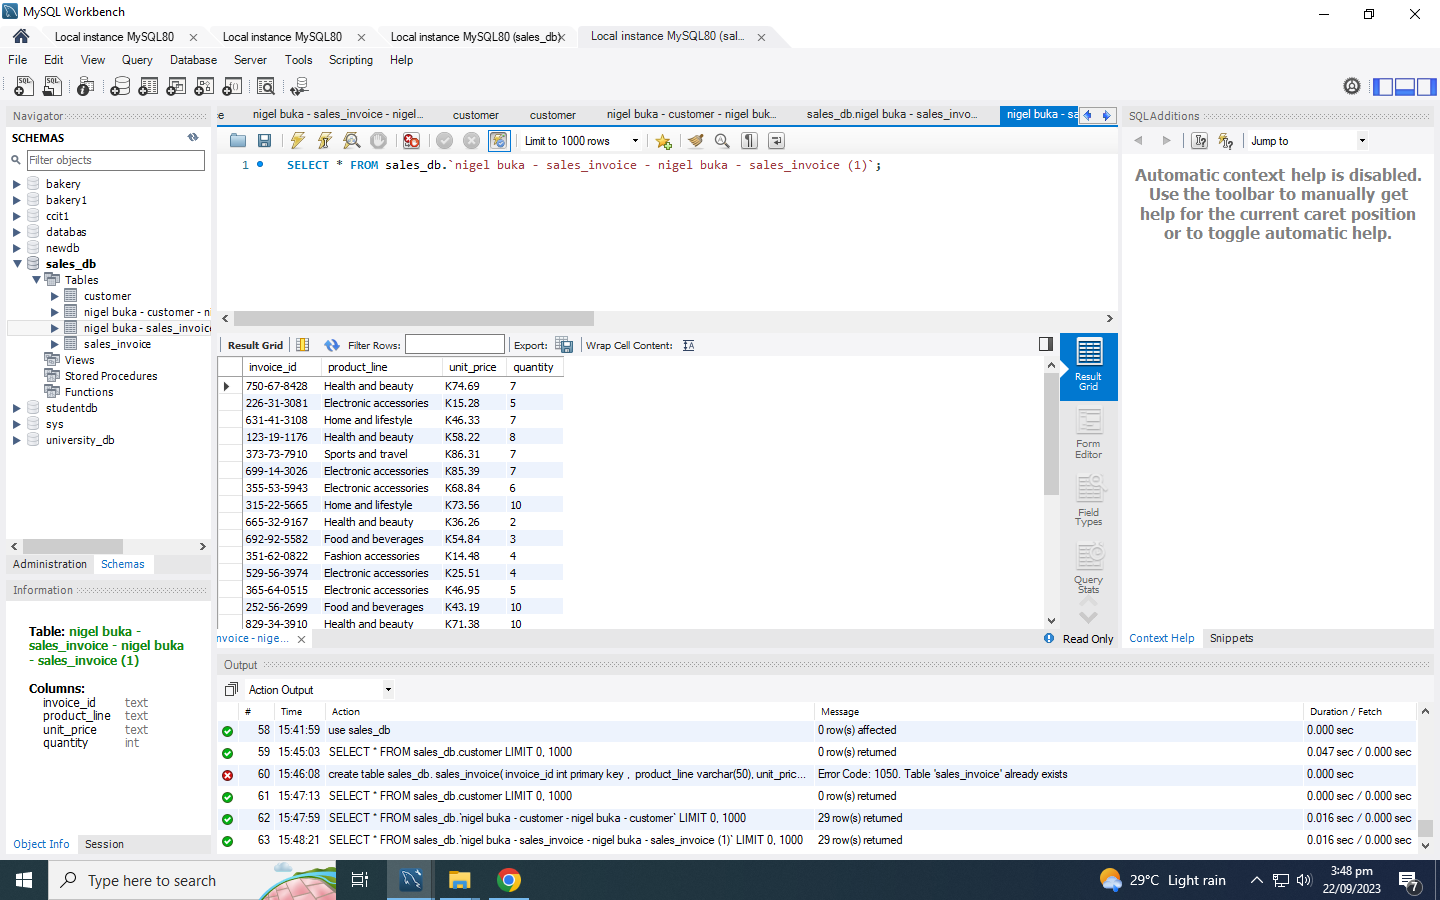 MySQL Workbench
Local instance MySQL80
Local instance MySQL80
Local instance MySQL80 (sales_db)
Local instance MySQL80 (sal...
File Edit View Query Database Server Tools Scripting Help
Navigator
SCHEMAS
Filter objects
bakery
bakery1
ccit1
databas
newdb
sales_db
Tables
customer
nigel buka - customer - n
nigel buka - sales_invoice
sales_invoice
Views
Stored Procedures
Functions
studentdb
sys
university_db
Administration Schemas
Information
Table: nigel buka -
sales_invoice - nigel buka
- sales_invoice (1)
Columns:
invoice_id text
product_line text
unit_price text
quantity int
Object Info Session
e nigel buka - sales_invoice - nigel... customer customer nigel buka - customer - nigel buk... sales_db.nigel buka - sales_invo... nigel buka - sa
Limit to 1000 rows
1 SELECT * FROM sales_db.`nigel buka - sales_invoice - nigel buka - sales_invoice (1)`;
Result Grid Filter Rows: Export: Wrap Cell Content:
invoice_id product_line unit_price quantity
750-67-8428 Health and beauty K74.69 7
226-31-3081 Electronic accessories K15.28 5
631-41-3108 Home and lifestyle K46.33 7
123-19-1176 Health and beauty K58.22 8
373-73-7910 Sports and travel K86.31 7
699-14-3026 Electronic accessories K85.39 7
355-53-5943 Electronic accessories K68.84 6
315-22-5665 Home and lifestyle K73.56 10
665-32-9167 Health and beauty K36.26 2
692-92-5582 Food and beverages K54.84 3
351-62-0822 Fashion accessories K14.48 4
529-56-3974 Electronic accessories K25.51 4
365-64-0515 Electronic accessories K46.95 5
252-56-2699 Food and beverages K43.19 10
829-34-3910 Health and beauty K71.38 10
nvoice - nige...
Result
Grid
Form
Editor
Field
Types
Query
Stats
Read Only
SQLAdditions
Jump to
Automatic context help is disabled.
Use the toolbar to manually get
help for the current caret position
or to toggle automatic help.
Context Help Snippets
Output
Action Output
# Time Action Message Duration / Fetch
58 15:41:59 use sales_db 0 row(s) affected 0.000 sec
59 15:45:03 SELECT * FROM sales_db.customer LIMIT 0, 1000 0 row(s) returned 0.047 sec / 0.000 sec
60 15:46:08 create table sales_db. sales_invoice( invoice_id int primary key , product_line varchar(50), unit_pric... Error Code: 1050. Table 'sales_invoice' already exists 0.000 sec
61 15:47:13 SELECT * FROM sales_db.customer LIMIT 0, 1000 0 row(s) returned 0.000 sec / 0.000 sec
62 15:47:59 SELECT * FROM sales_db.`nigel buka - customer - nigel buka - customer` LIMIT 0, 1000 29 row(s) returned 0.016 sec / 0.000 sec
63 15:48:21 SELECT * FROM sales_db.`nigel buka - sales_invoice - nigel buka - sales_invoice (1)` LIMIT 0, 1000 29 row(s) returned 0.016 sec / 0.000 sec
Type here to search
29°C Light rain
3:48 pm
22/09/2023
7